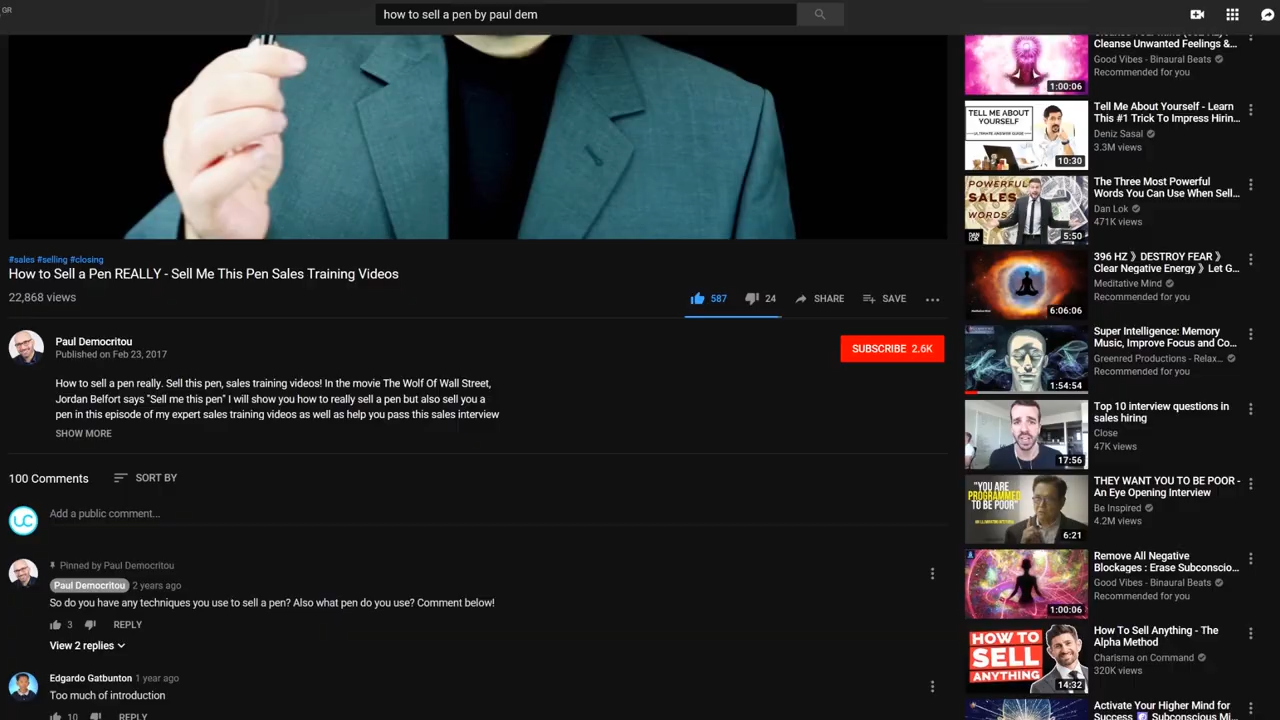 GR
how to sell a pen by paul dem
#sales #selling #closing
How to Sell a Pen REALLY - Sell Me This Pen Sales Training Videos
22,868 views
587
24
SHARE
SAVE
Paul Democritou
Published on Feb 23, 2017
SUBSCRIBE 2.6K
How to sell a pen really. Sell this pen, sales training videos! In the movie The Wolf Of Wall Street,
Jordan Belfort says "Sell me this pen" I will show you how to really sell a pen but also sell you a
pen in this episode of my expert sales training videos as well as help you pass this sales interview
SHOW MORE
100 Comments
SORT BY
UC
Add a public comment...
Pinned by Paul Democritou
Paul Democritou 2 years ago
So do you have any techniques you use to sell a pen? Also what pen do you use? Comment below!
3
REPLY
View 2 replies
Edgardo Gatbunton 1 year ago
Too much of introduction
10
REPLY
Cleanse Unwanted Feelings &...
Good Vibes - Binaural Beats
Recommended for you
1:00:06
TELL ME ABOUT
YOURSELF
ULTIMATE ANSWER GUIDE
10:30
Tell Me About Yourself - Learn
This #1 Trick To Impress Hirin...
Deniz Sasal
3.3M views
POWERFUL
SALES
WORDS
DAN
LOK
5:50
The Three Most Powerful
Words You Can Use When Sell...
Dan Lok
471K views
6:06:06
396 HZ 》DESTROY FEAR 》
Clear Negative Energy 》Let G...
Meditative Mind
Recommended for you
1:54:54
Super Intelligence: Memory
Music, Improve Focus and Co...
Greenred Productions - Relax...
Recommended for you
17:56
Top 10 interview questions in
sales hiring
Close
47K views
"YOU ARE
PROGRAMMED
TO BE POOR"
6:21
THEY WANT YOU TO BE POOR -
An Eye Opening Interview
Be Inspired
4.2M views
1:00:06
Remove All Negative
Blockages : Erase Subconscio...
Good Vibes - Binaural Beats
Recommended for you
HOW TO
SELL
ANYTHING
14:32
How To Sell Anything - The
Alpha Method
Charisma on Command
320K views
Activate Your Higher Mind for
Success Subconscious Mi...